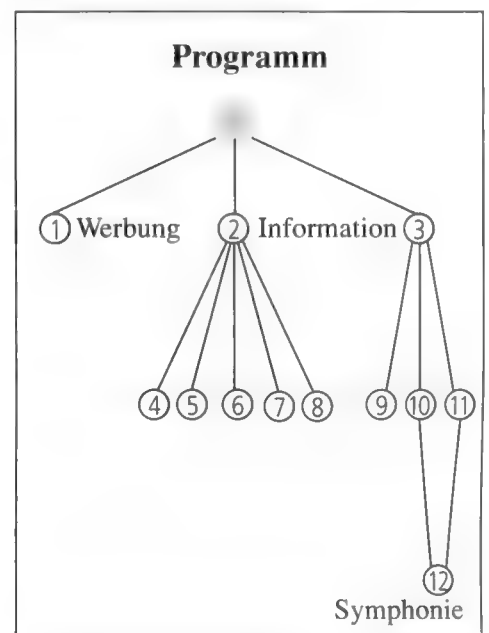 Programm
① Werbung ② Information ③
④ ⑤ ⑥ ⑦ ⑧ ⑨ ⑩ ⑪
⑫
Symphonie